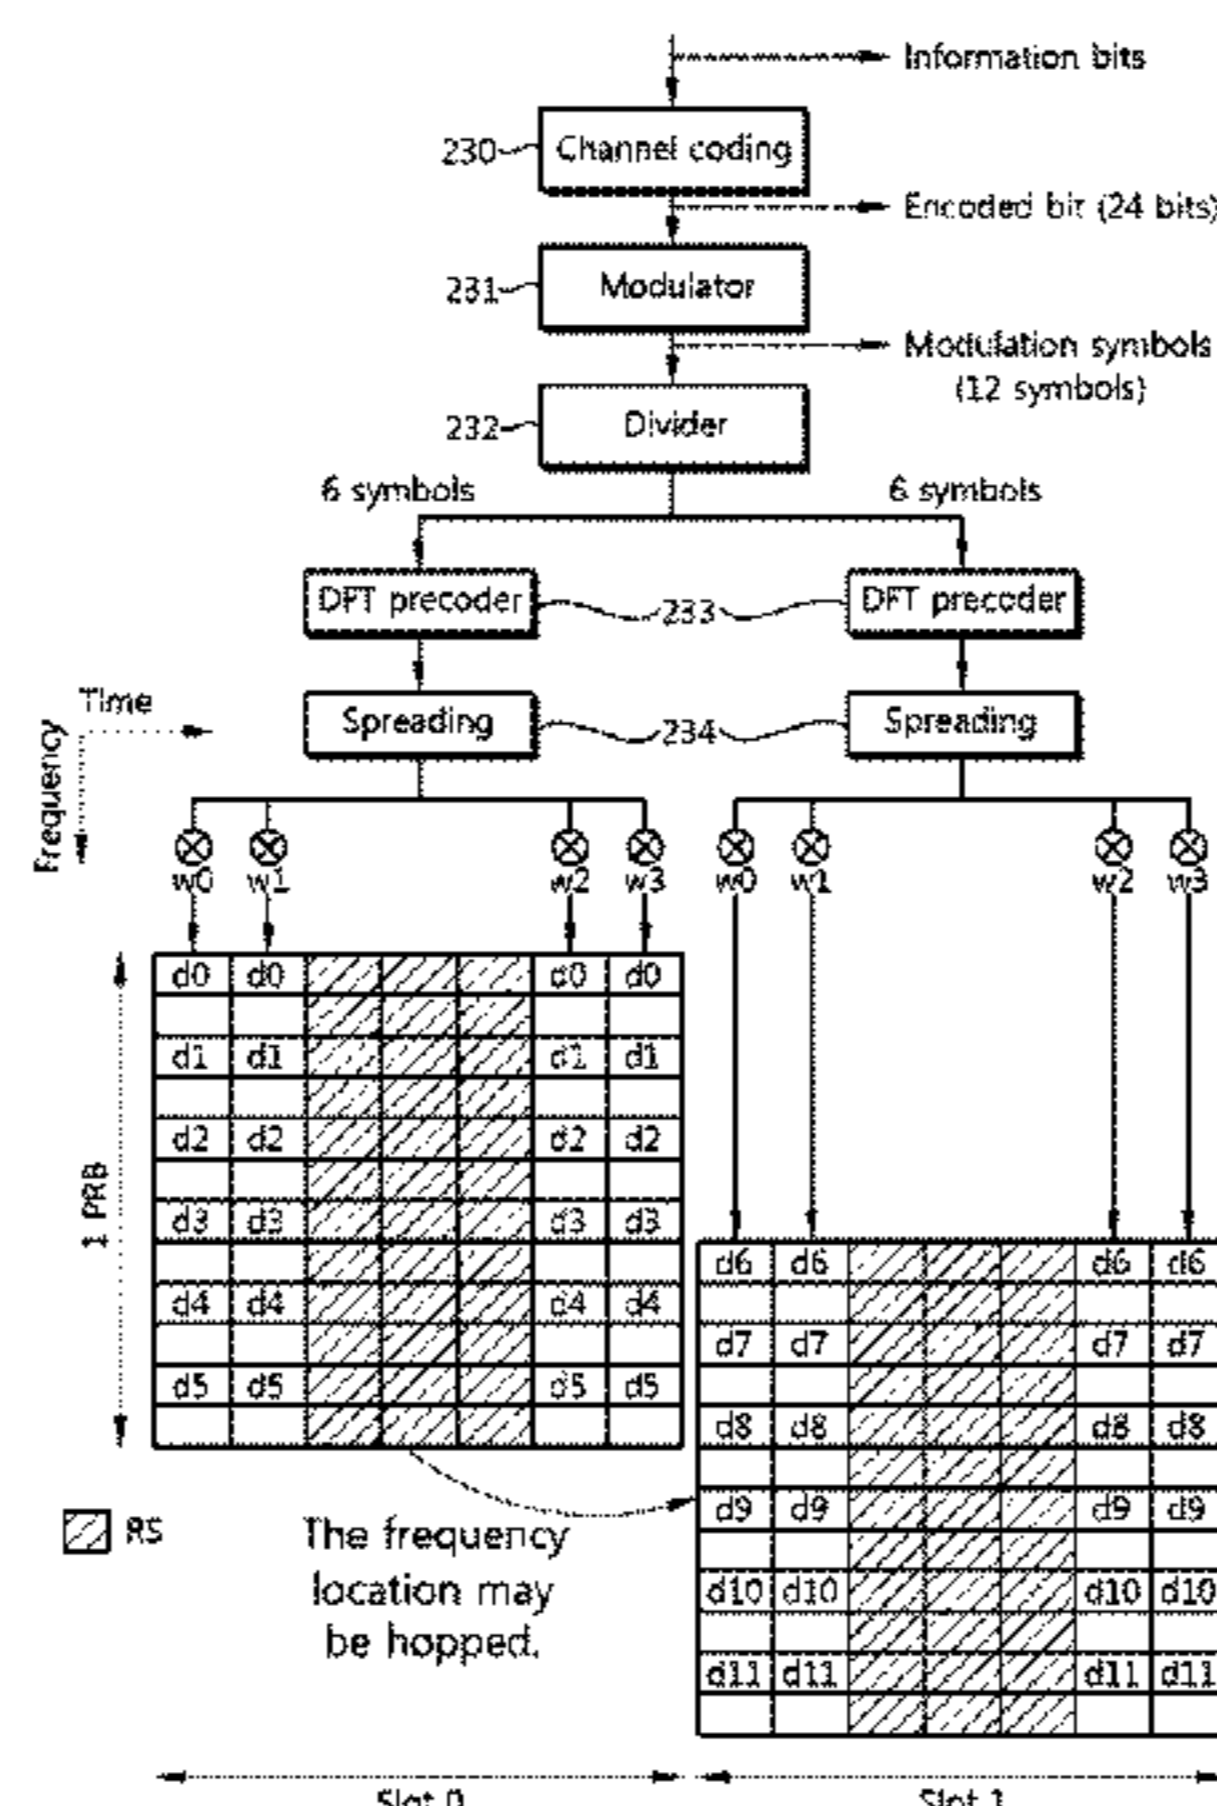 Information bits
230
Channel coding
Encoded bit (24 bits)
231
Modulator
Modulation symbols
(12 symbols)
232
Divider
6 symbols 6 symbols
DFT precoder 233 DFT precoder
Time
Frequency
Spreading 234 Spreading
w0 w1 w2 w3 w0 w1 w2 w3
1 PRB
d0 d0 d0 d0
d1 d1 d1 d1
d2 d2 d2 d2
d3 d3 d3 d3
d6 d6 d6 d6
d4 d4 d4 d4
d7 d7 d7 d7
d5 d5 d5 d5
d8 d8 d8 d8
d9 d9 d9 d9
RS
The frequency
location may
be hopped.
d10 d10 d10 d10
d11 d11 d11 d11
Slot 0 Slot 1